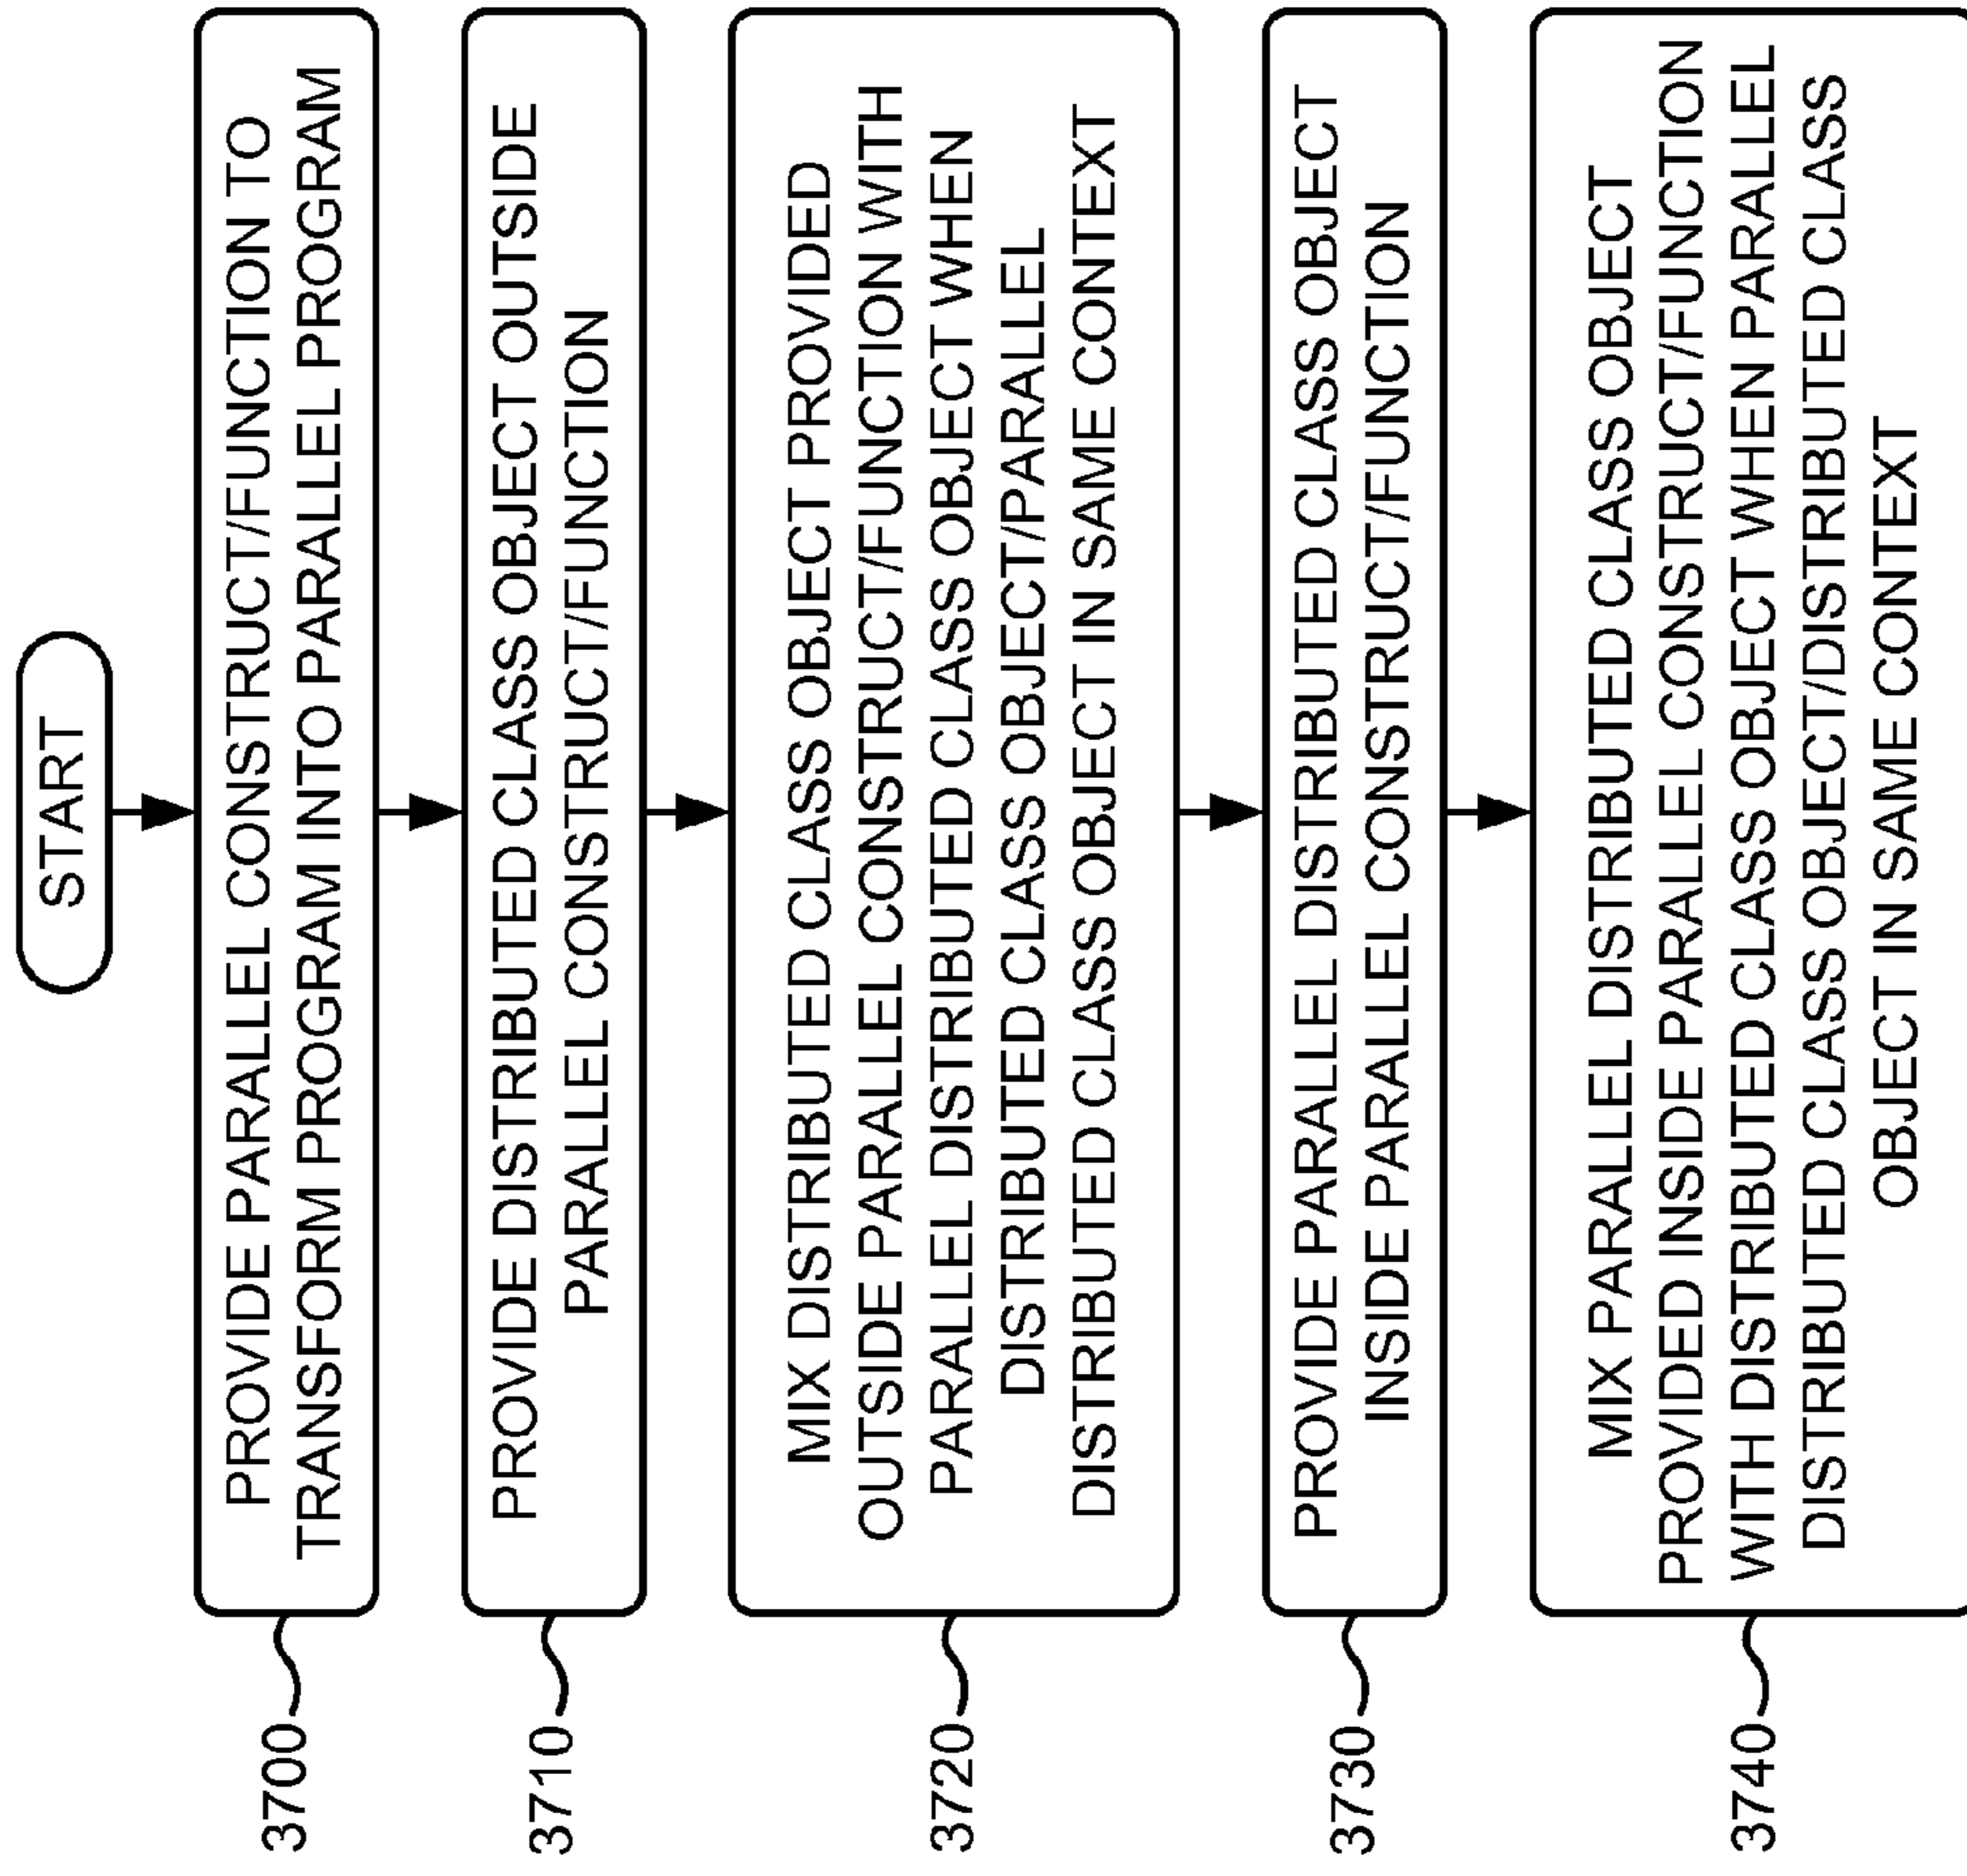 START
3700
PROVIDE PARALLEL CONSTRUCT/FUNCTION TO
TRANSFORM PROGRAM INTO PARALLEL PROGRAM
3710
PROVIDE DISTRIBUTED CLASS OBJECT OUTSIDE
PARALLEL CONSTRUCT/FUNCTION
3720
MIX DISTRIBUTED CLASS OBJECT PROVIDED
OUTSIDE PARALLEL CONSTRUCT/FUNCTION WITH
PARALLEL DISTRIBUTED CLASS OBJECT WHEN
DISTRIBUTED CLASS OBJECT/PARALLEL
DISTRIBUTED CLASS OBJECT IN SAME CONTEXT
3730
PROVIDE PARALLEL DISTRIBUTED CLASS OBJECT
INSIDE PARALLEL CONSTRUCT/FUNCTION
3740
MIX PARALLEL DISTRIBUTED CLASS OBJECT
PROVIDED INSIDE PARALLEL CONSTRUCT/FUNCTION
WITH DISTRIBUTED CLASS OBJECT WHEN PARALLEL
DISTRIBUTED CLASS OBJECT/DISTRIBUTED CLASS
OBJECT IN SAME CONTEXT